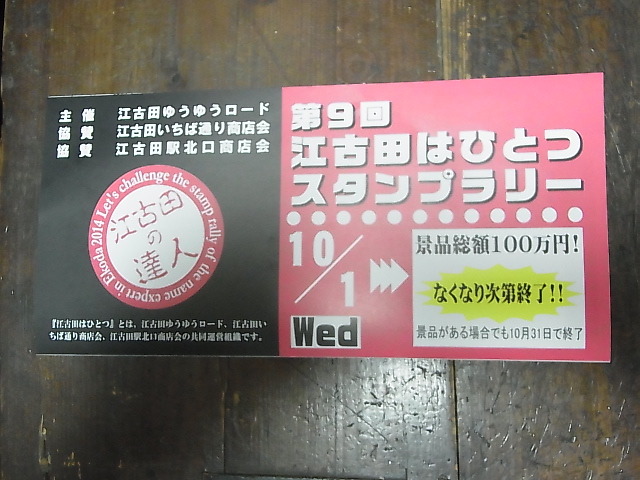 主 催 江古田ゆうゆうロード
協 賛 江古田いちば通り商店会
協 賛 江古田駅北口商店会
Let's challenge the stamp rally of the name expert in Ekoda 2014
江古田
の
達人
『江古田はひとつ』とは、江古田ゆうゆうロード、江古田い
ちば通り商店会、江古田駅北口商店会の共同運営組織です。
第9回
江古田はひとつ
スタンプラリー
10/1
Wed
景品総額100万円!
なくなり次第終了!!
景品がある場合でも10月31日で終了